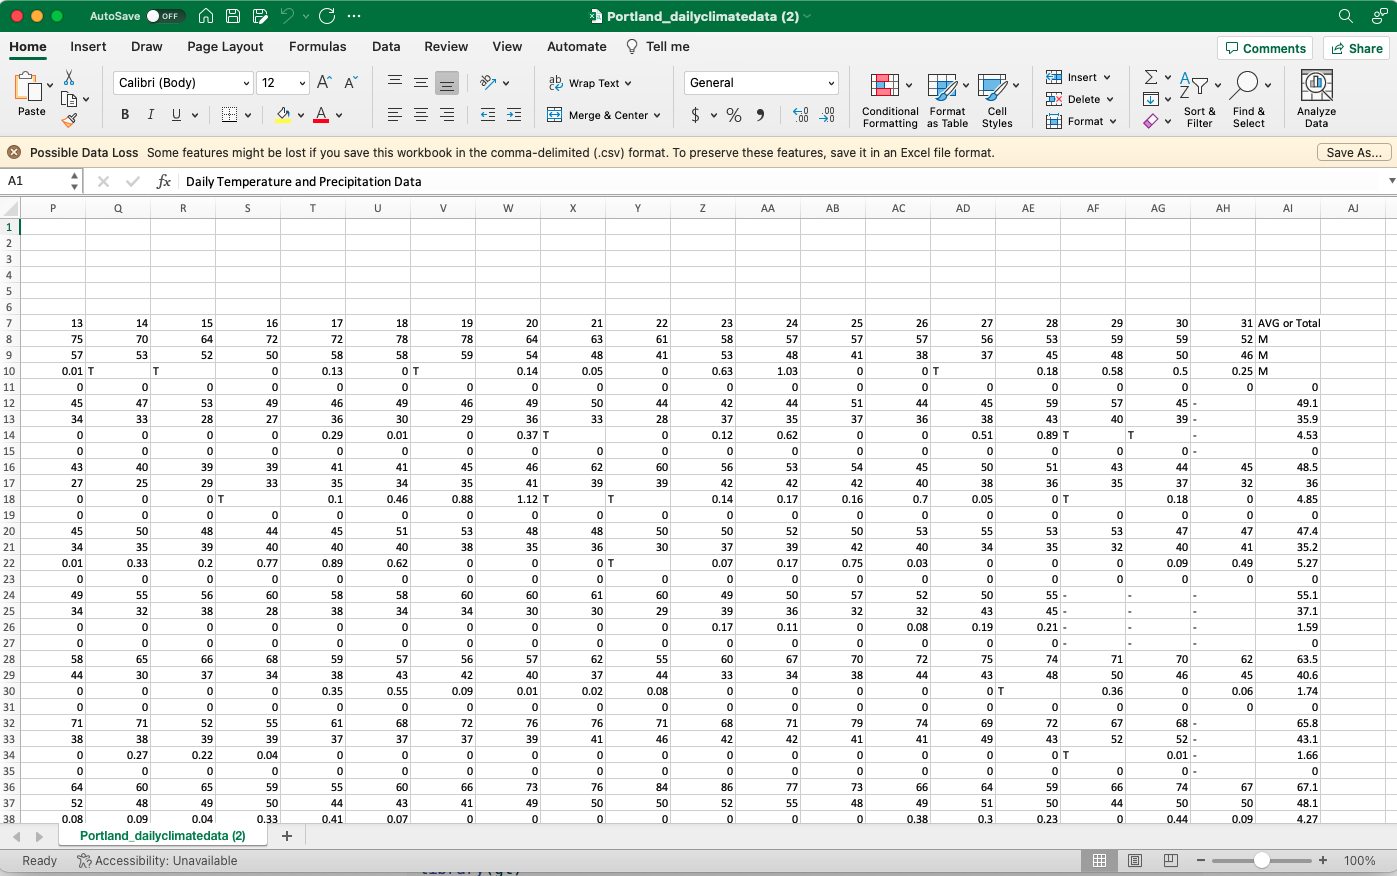 AutoSave OFF Portland_dailyclimatedata (2)
Home Insert Draw Page Layout Formulas Data Review View Automate Tell me Comments Share
Paste Calibri (Body) 12 Wrap Text General Insert
B I U Merge & Center $ % Conditional Formatting Format as Table Cell Styles Delete Format Sort & Filter Find & Select Analyze Data
Possible Data Loss Some features might be lost if you save this workbook in the comma-delimited (.csv) format. To preserve these features, save it in an Excel file format. Save As...
A1 fx Daily Temperature and Precipitation Data
P Q R S T U V W X Y Z AA AB AC AD AE AF AG AH AI AJ
1
2
3
4
5
6
7 13 14 15 16 17 18 19 20 21 22 23 24 25 26 27 28 29 30 31 AVG or Total
8 75 70 64 72 72 78 78 64 63 61 58 57 57 57 56 53 59 59 52 M
9 57 53 52 50 58 58 59 54 48 41 53 48 41 38 37 45 48 50 46 M
10 0.01 T T 0 0.13 0 T 0.14 0.05 0 0.63 1.03 0 0 T 0.18 0.58 0.5 0.25 M
11 0 0 0 0 0 0 0 0 0 0 0 0 0 0 0 0 0 0 0 0
12 45 47 53 49 46 49 46 49 50 44 42 44 51 44 45 59 57 45 - 49.1
13 34 33 28 27 36 30 29 36 33 28 37 35 37 36 38 43 40 39 - 35.9
14 0 0 0 0 0.29 0.01 0 0.37 T 0 0.12 0.62 0 0 0.51 0.89 T T - 4.53
15 0 0 0 0 0 0 0 0 0 0 0 0 0 0 0 0 0 0 - 0
16 43 40 39 39 41 41 45 46 62 60 56 53 54 45 50 51 43 44 45 48.5
17 27 25 29 33 35 34 35 41 39 39 42 42 42 40 38 36 35 37 32 36
18 0 0 0 T 0.1 0.46 0.88 1.12 T T 0.14 0.17 0.16 0.7 0.05 0 T 0.18 0 4.85
19 0 0 0 0 0 0 0 0 0 0 0 0 0 0 0 0 0 0 0 0
20 45 50 48 44 45 51 53 48 48 50 50 52 50 53 55 53 53 47 47 47.4
21 34 35 39 40 40 40 38 35 36 30 37 39 42 40 34 35 32 40 41 35.2
22 0.01 0.33 0.2 0.77 0.89 0.62 0 0 0 T 0.07 0.17 0.75 0.03 0 0 0 0.09 0.49 5.27
23 0 0 0 0 0 0 0 0 0 0 0 0 0 0 0 0 0 0 0 0
24 49 55 56 60 58 58 60 60 61 60 49 50 57 52 50 55 - - - 55.1
25 34 32 38 28 38 34 34 30 30 29 39 36 32 32 43 45 - - - 37.1
26 0 0 0 0 0 0 0 0 0 0 0.17 0.11 0 0.08 0.19 0.21 - - - 1.59
27 0 0 0 0 0 0 0 0 0 0 0 0 0 0 0 0 - - - 0
28 58 65 66 68 59 57 56 57 62 55 60 67 70 72 75 74 71 70 62 63.5
29 44 30 37 34 38 43 42 40 37 44 33 34 38 44 43 48 50 46 45 40.6
30 0 0 0 0 0.35 0.55 0.09 0.01 0.02 0.08 0 0 0 0 0 T 0.36 0 0.06 1.74
31 0 0 0 0 0 0 0 0 0 0 0 0 0 0 0 0 0 0 0 0
32 71 71 52 55 61 68 72 76 76 71 68 71 79 74 69 72 67 68 - 65.8
33 38 38 39 39 37 37 37 39 41 46 42 42 41 41 49 43 52 52 - 43.1
34 0 0.27 0.22 0.04 0 0 0 0 0 0 0 0 0 0 0 0 T 0.01 - 1.66
35 0 0 0 0 0 0 0 0 0 0 0 0 0 0 0 0 0 0 - 0
36 64 60 65 59 55 60 66 73 76 84 86 77 73 66 64 59 66 74 67 67.1
37 52 48 49 50 44 43 41 49 50 50 52 55 48 49 51 50 44 50 50 48.1
38 0.08 0.09 0.04 0.33 0.41 0.07 0 0 0 0 0 0 0 0.38 0.3 0.23 0 0.44 0.09 4.27
Portland_dailyclimatedata (2) +
Ready Accessibility: Unavailable 100%